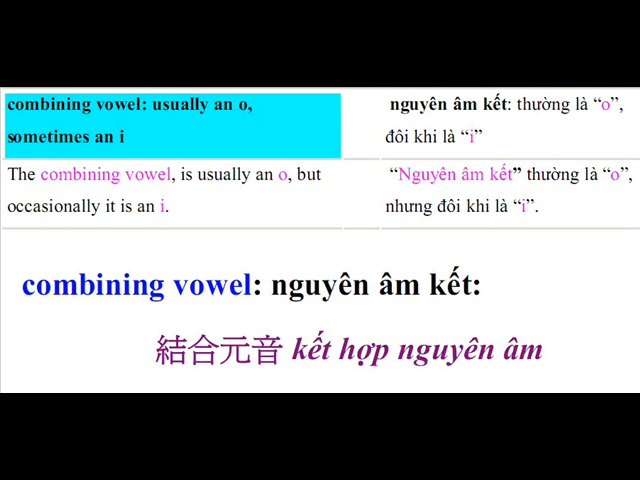 combining vowel: usually an o,
sometimes an i
nguyên âm kết: thường là “o”,
đôi khi là “i”
The combining vowel, is usually an o, but
occasionally it is an i.
“Nguyên âm kết” thường là “o”,
nhưng đôi khi là “i”.
combining vowel: nguyên âm kết:
結合元音 kết hợp nguyên âm